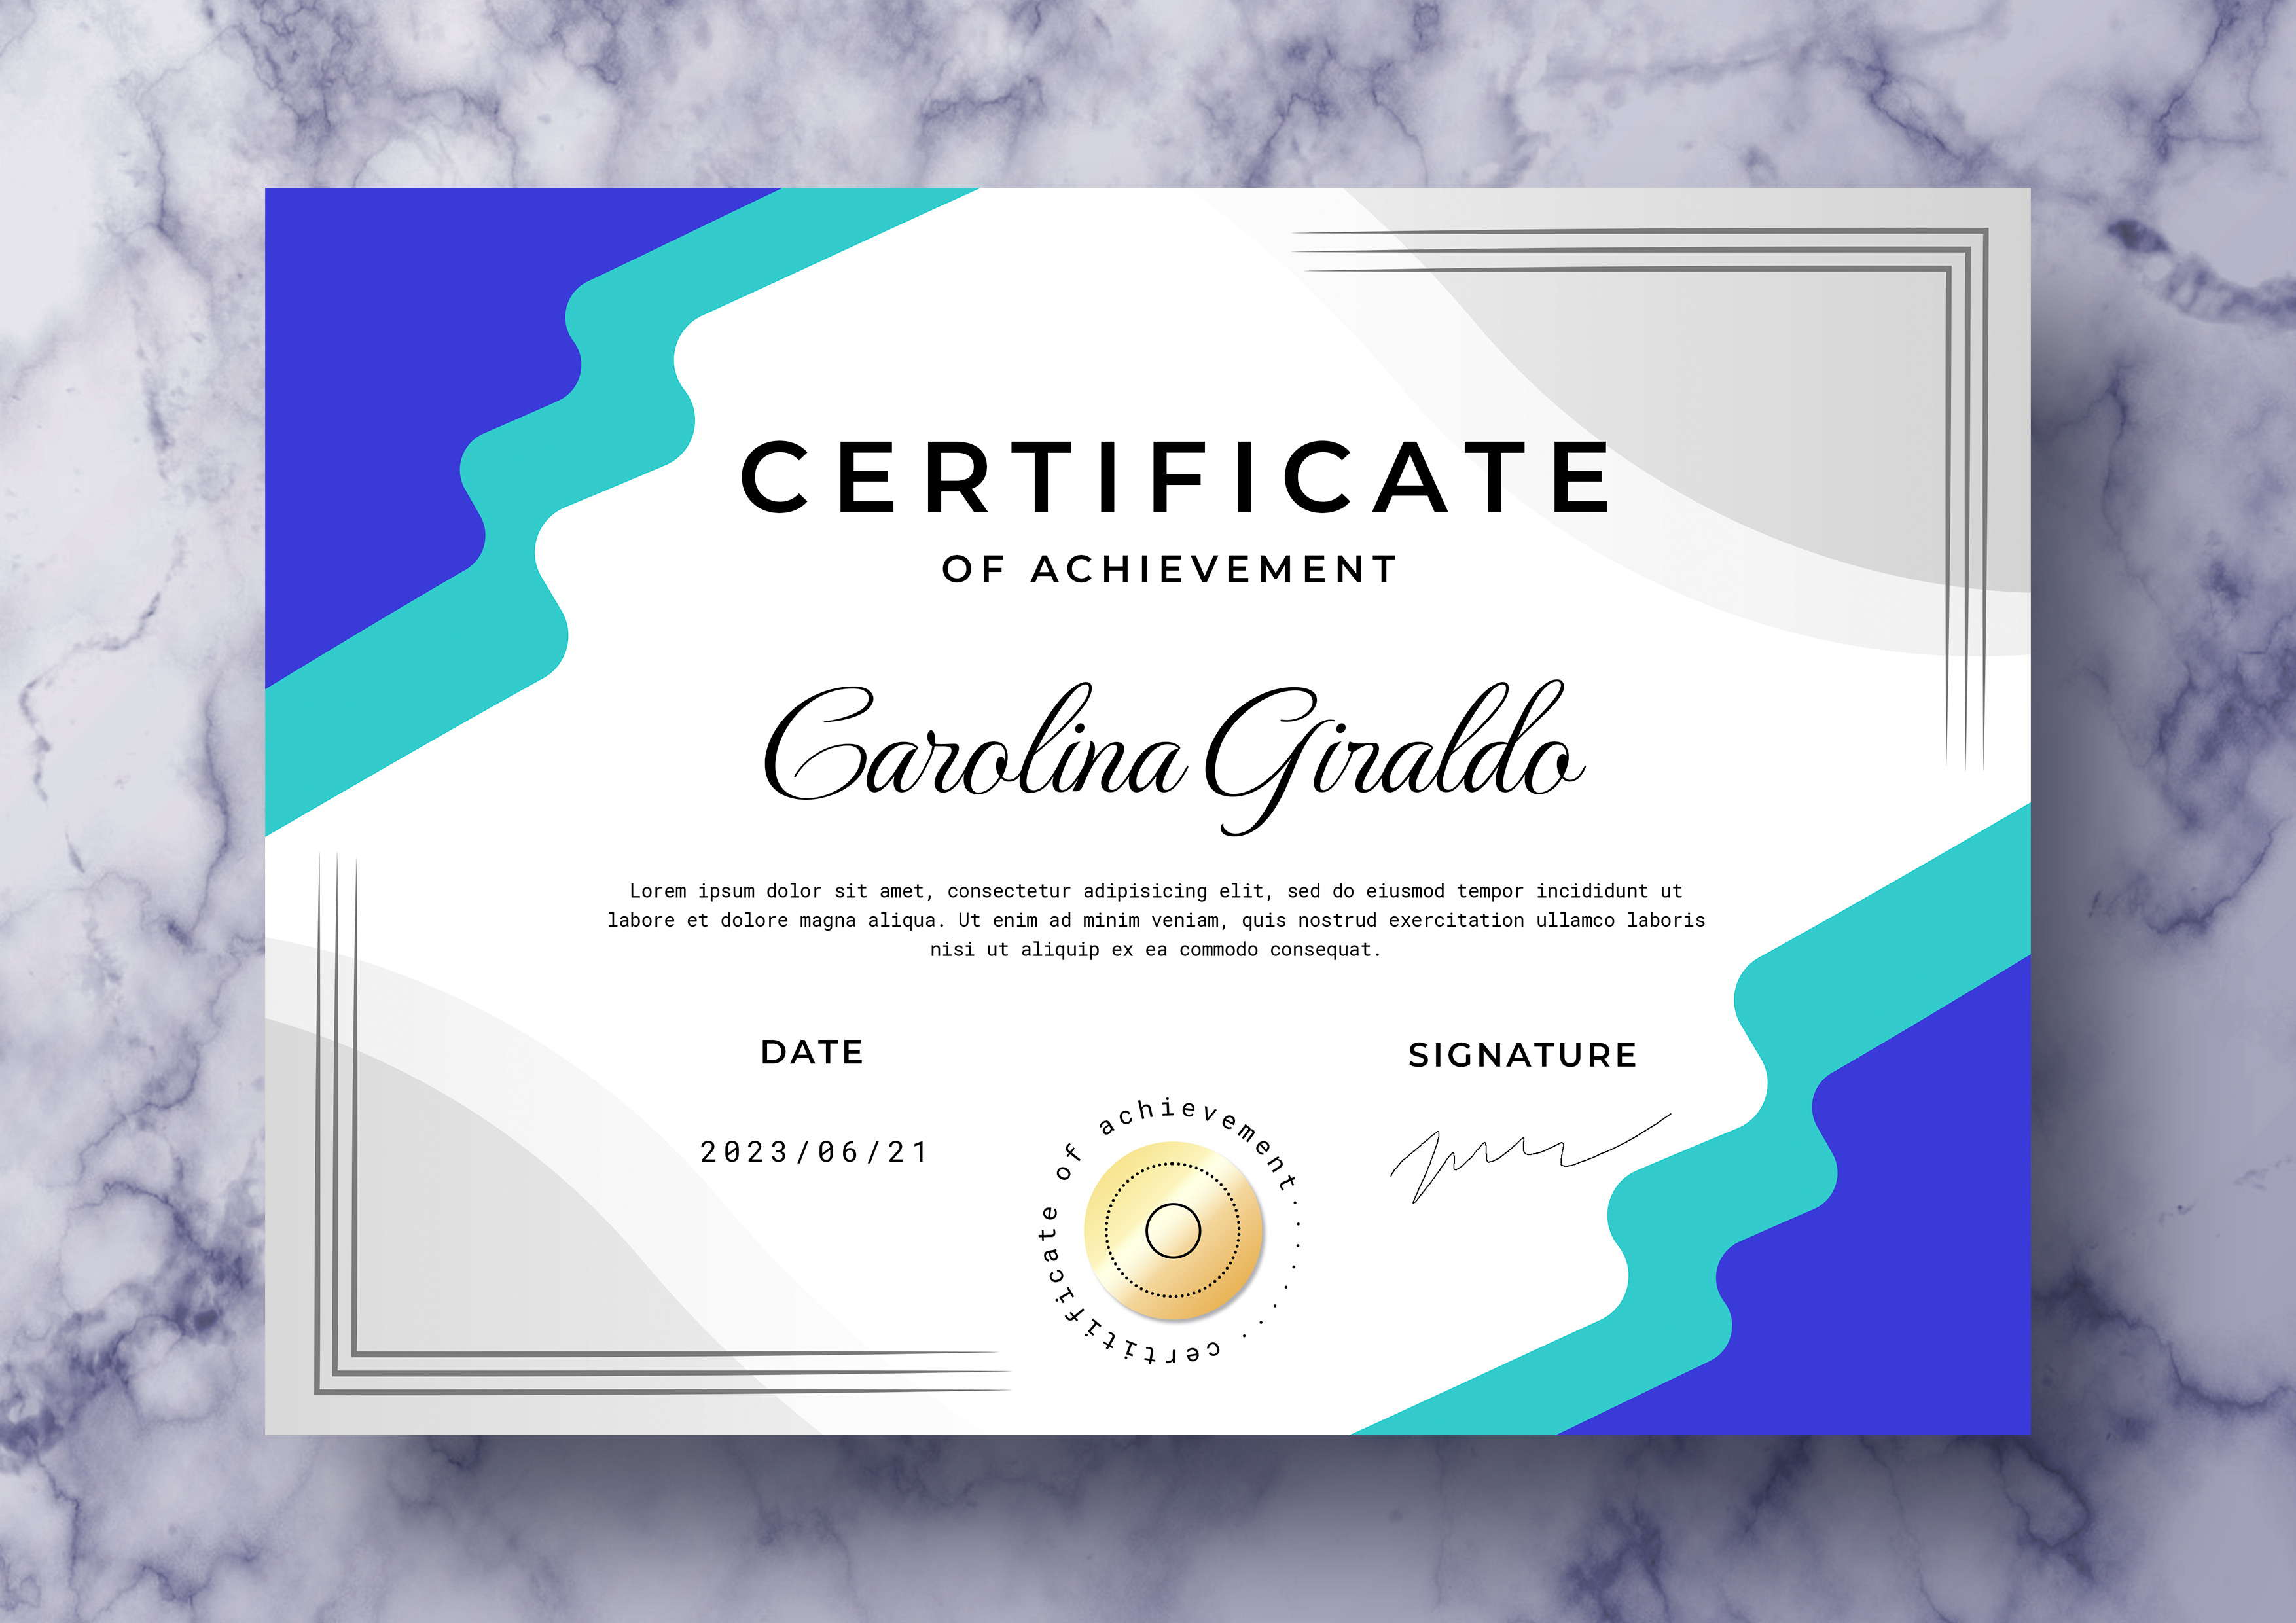 CERTIFICATE
OF ACHIEVEMENT
Carolina Giraldo
Lorem ipsum dolor sit amet, consectetur adipisicing elit, sed do eiusmod tempor incididunt ut
labore et dolore magna aliqua. Ut enim ad minim veniam, quis nostrud exercitation ullamco laboris
nisi ut aliquip ex ea commodo consequat.
DATE
SIGNATURE
2023/06/21
certificate of achievement.........